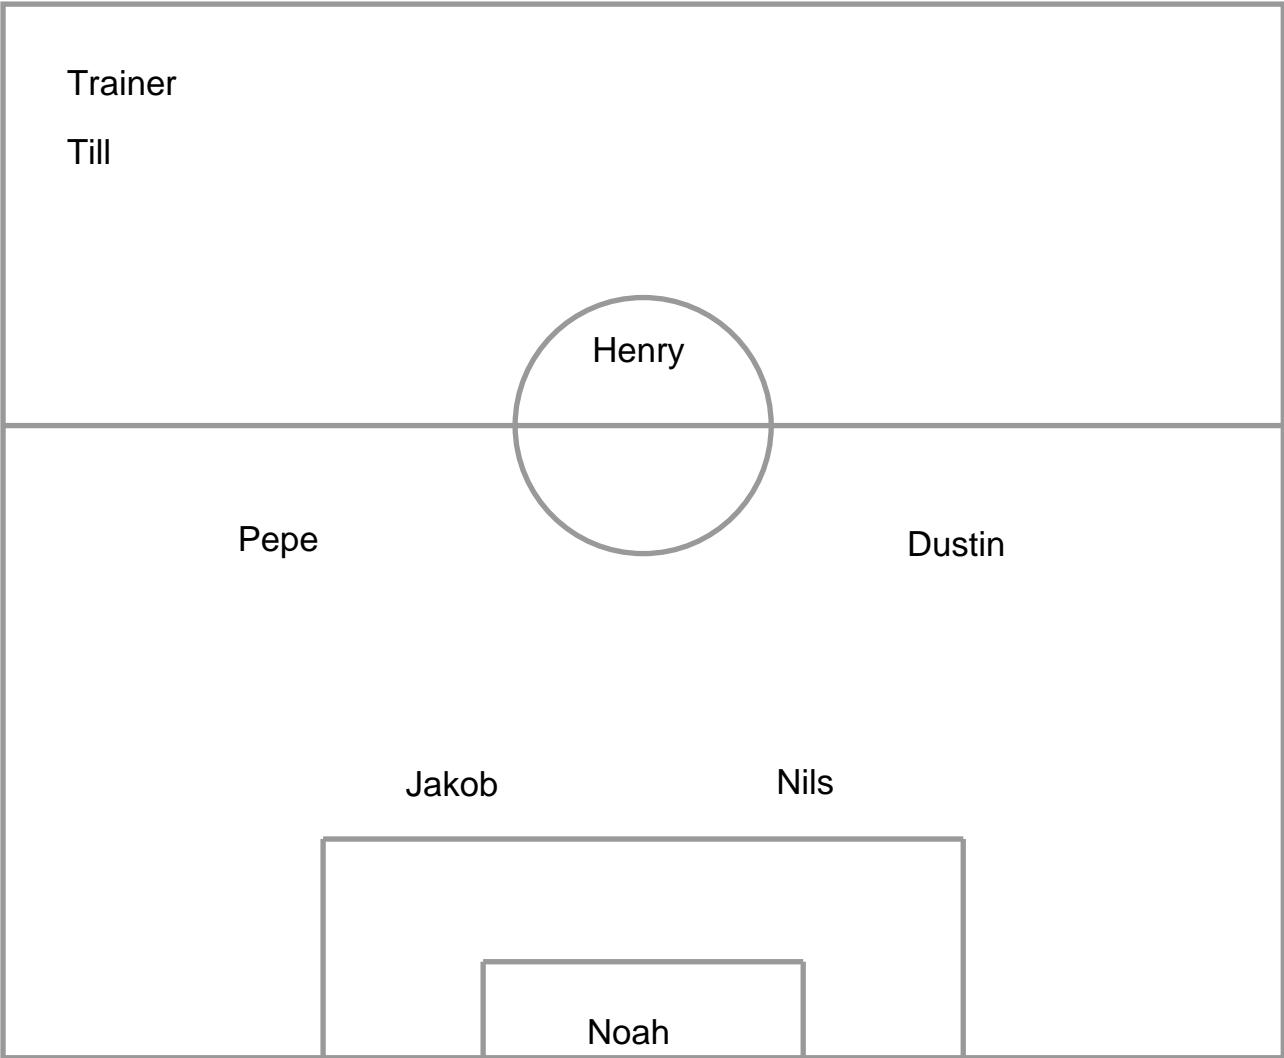 Trainer
Till
Henry
Pepe
Dustin
Jakob
Nils
Noah